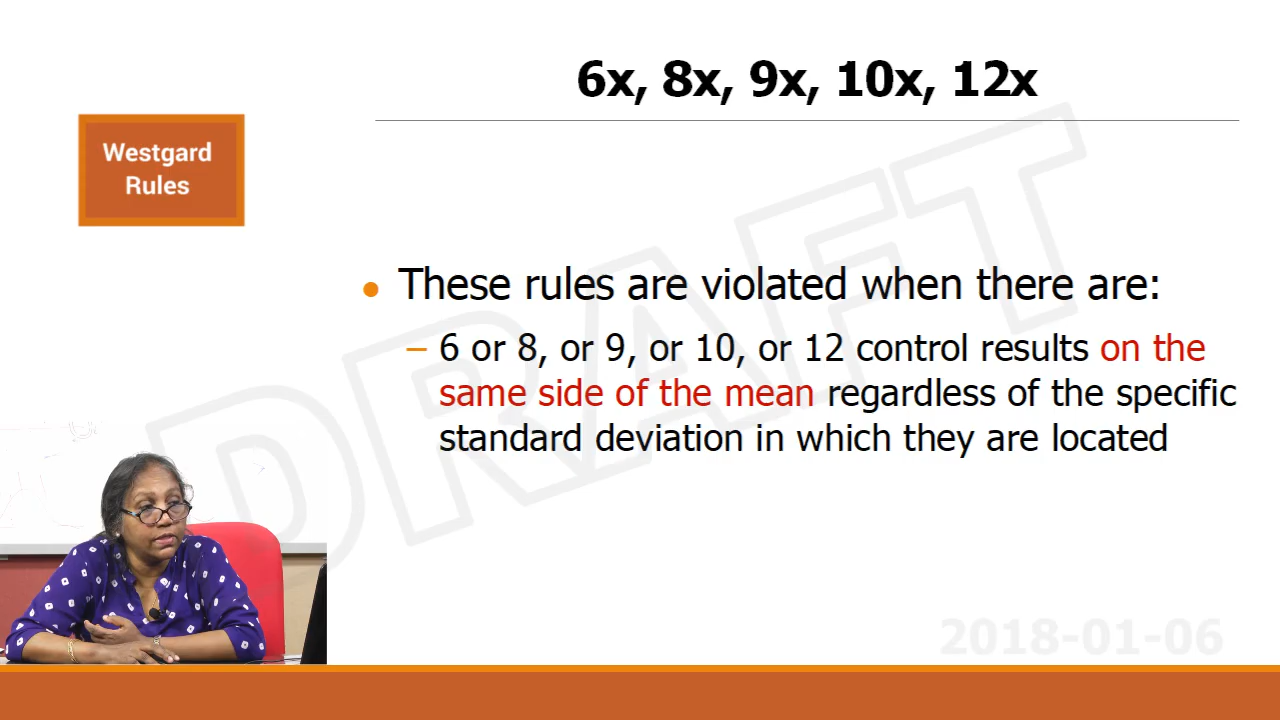 6x, 8x, 9x, 10x, 12x
Westgard
Rules
● These rules are violated when there are:
– 6 or 8, or 9, or 10, or 12 control results on the
same side of the mean regardless of the specific
standard deviation in which they are located
DRAFT
2018-01-06